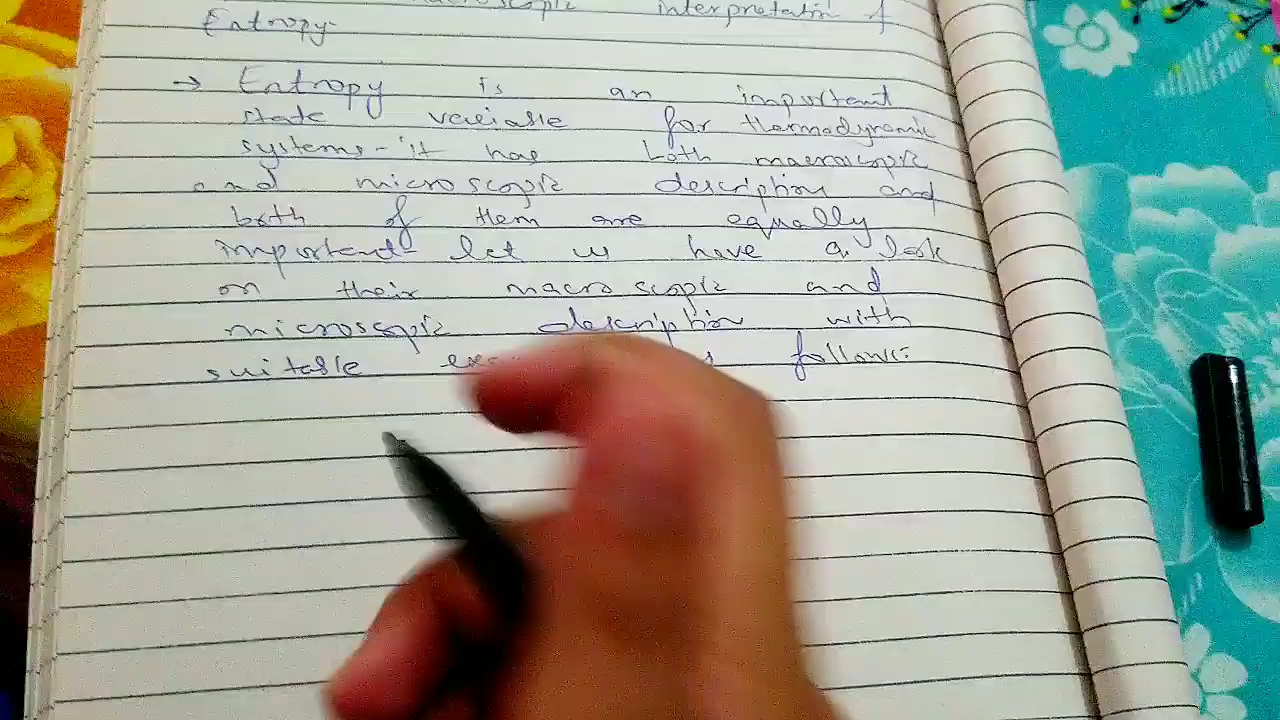 macroscopic interpretation of
Entropy-
→ Entropy is an important
state variable for thermodynamic
systems-it has both macroscopic
and microscopic description and
both of them are equally
important- let us have a look
on their macroscopic and
microscopic description with
suitable follows: